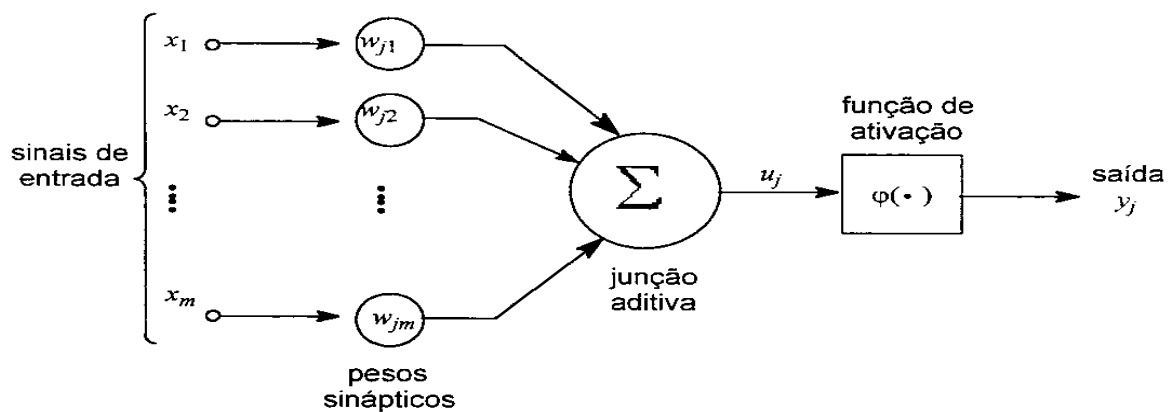 x1
wj1
x2
wj2
sinais de
entrada
função de
ativação
Σ
uj
φ(•)
saída
yj
junção
aditiva
xm
wjm
pesos
sinápticos